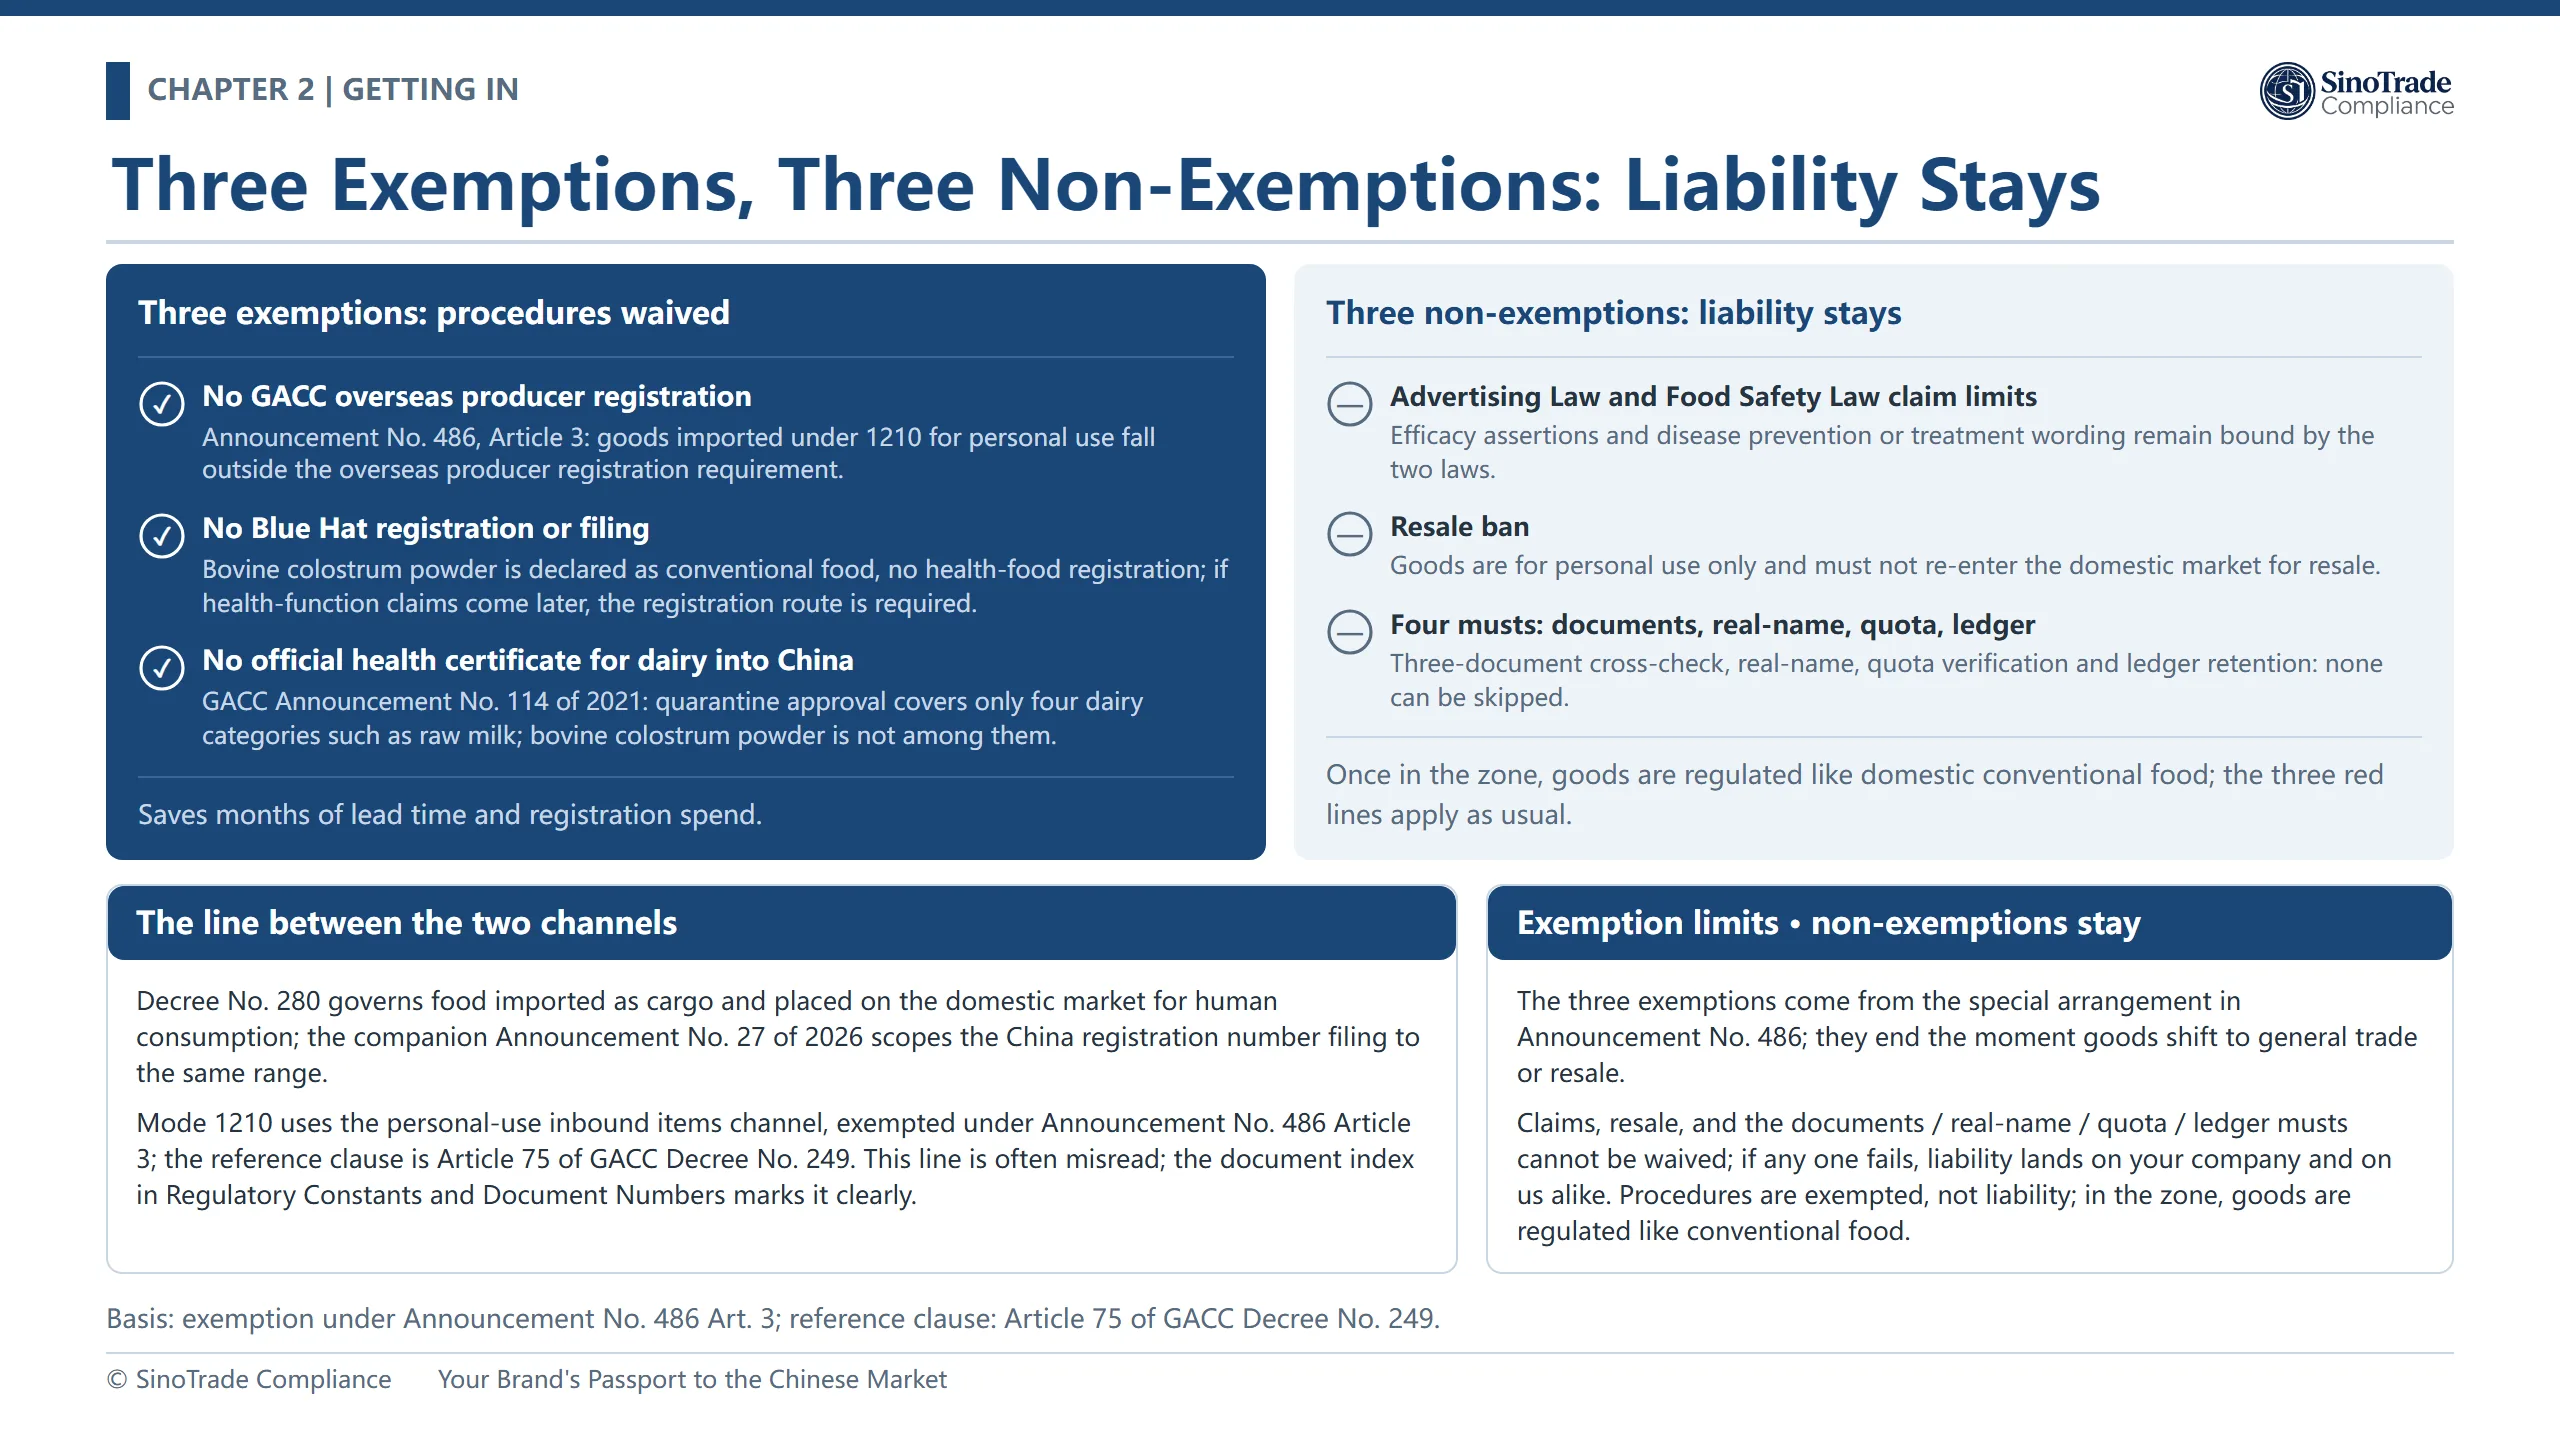 CHAPTER 2 | GETTING IN
SinoTrade
Compliance
Three Exemptions, Three Non-Exemptions: Liability Stays
Three exemptions: procedures waived
No GACC overseas producer registration
Announcement No. 486, Article 3: goods imported under 1210 for personal use fall
outside the overseas producer registration requirement.
No Blue Hat registration or filing
Bovine colostrum powder is declared as conventional food, no health-food registration; if
health-function claims come later, the registration route is required.
No official health certificate for dairy into China
GACC Announcement No. 114 of 2021: quarantine approval covers only four dairy
categories such as raw milk; bovine colostrum powder is not among them.
Saves months of lead time and registration spend.
Three non-exemptions: liability stays
Advertising Law and Food Safety Law claim limits
Efficacy assertions and disease prevention or treatment wording remain bound by the
two laws.
Resale ban
Goods are for personal use only and must not re-enter the domestic market for resale.
Four musts: documents, real-name, quota, ledger
Three-document cross-check, real-name, quota verification and ledger retention: none
can be skipped.
Once in the zone, goods are regulated like domestic conventional food; the three red
lines apply as usual.
The line between the two channels
Decree No. 280 governs food imported as cargo and placed on the domestic market for human
consumption; the companion Announcement No. 27 of 2026 scopes the China registration number filing to
the same range.
Mode 1210 uses the personal-use inbound items channel, exempted under Announcement No. 486 Article
3; the reference clause is Article 75 of GACC Decree No. 249. This line is often misread; the document index
in Regulatory Constants and Document Numbers marks it clearly.
Exemption limits • non-exemptions stay
The three exemptions come from the special arrangement in
Announcement No. 486; they end the moment goods shift to general trade
or resale.
Claims, resale, and the documents / real-name / quota / ledger musts
cannot be waived; if any one fails, liability lands on your company and on
us alike. Procedures are exempted, not liability; in the zone, goods are
regulated like conventional food.
Basis: exemption under Announcement No. 486 Art. 3; reference clause: Article 75 of GACC Decree No. 249.
© SinoTrade Compliance Your Brand's Passport to the Chinese Market